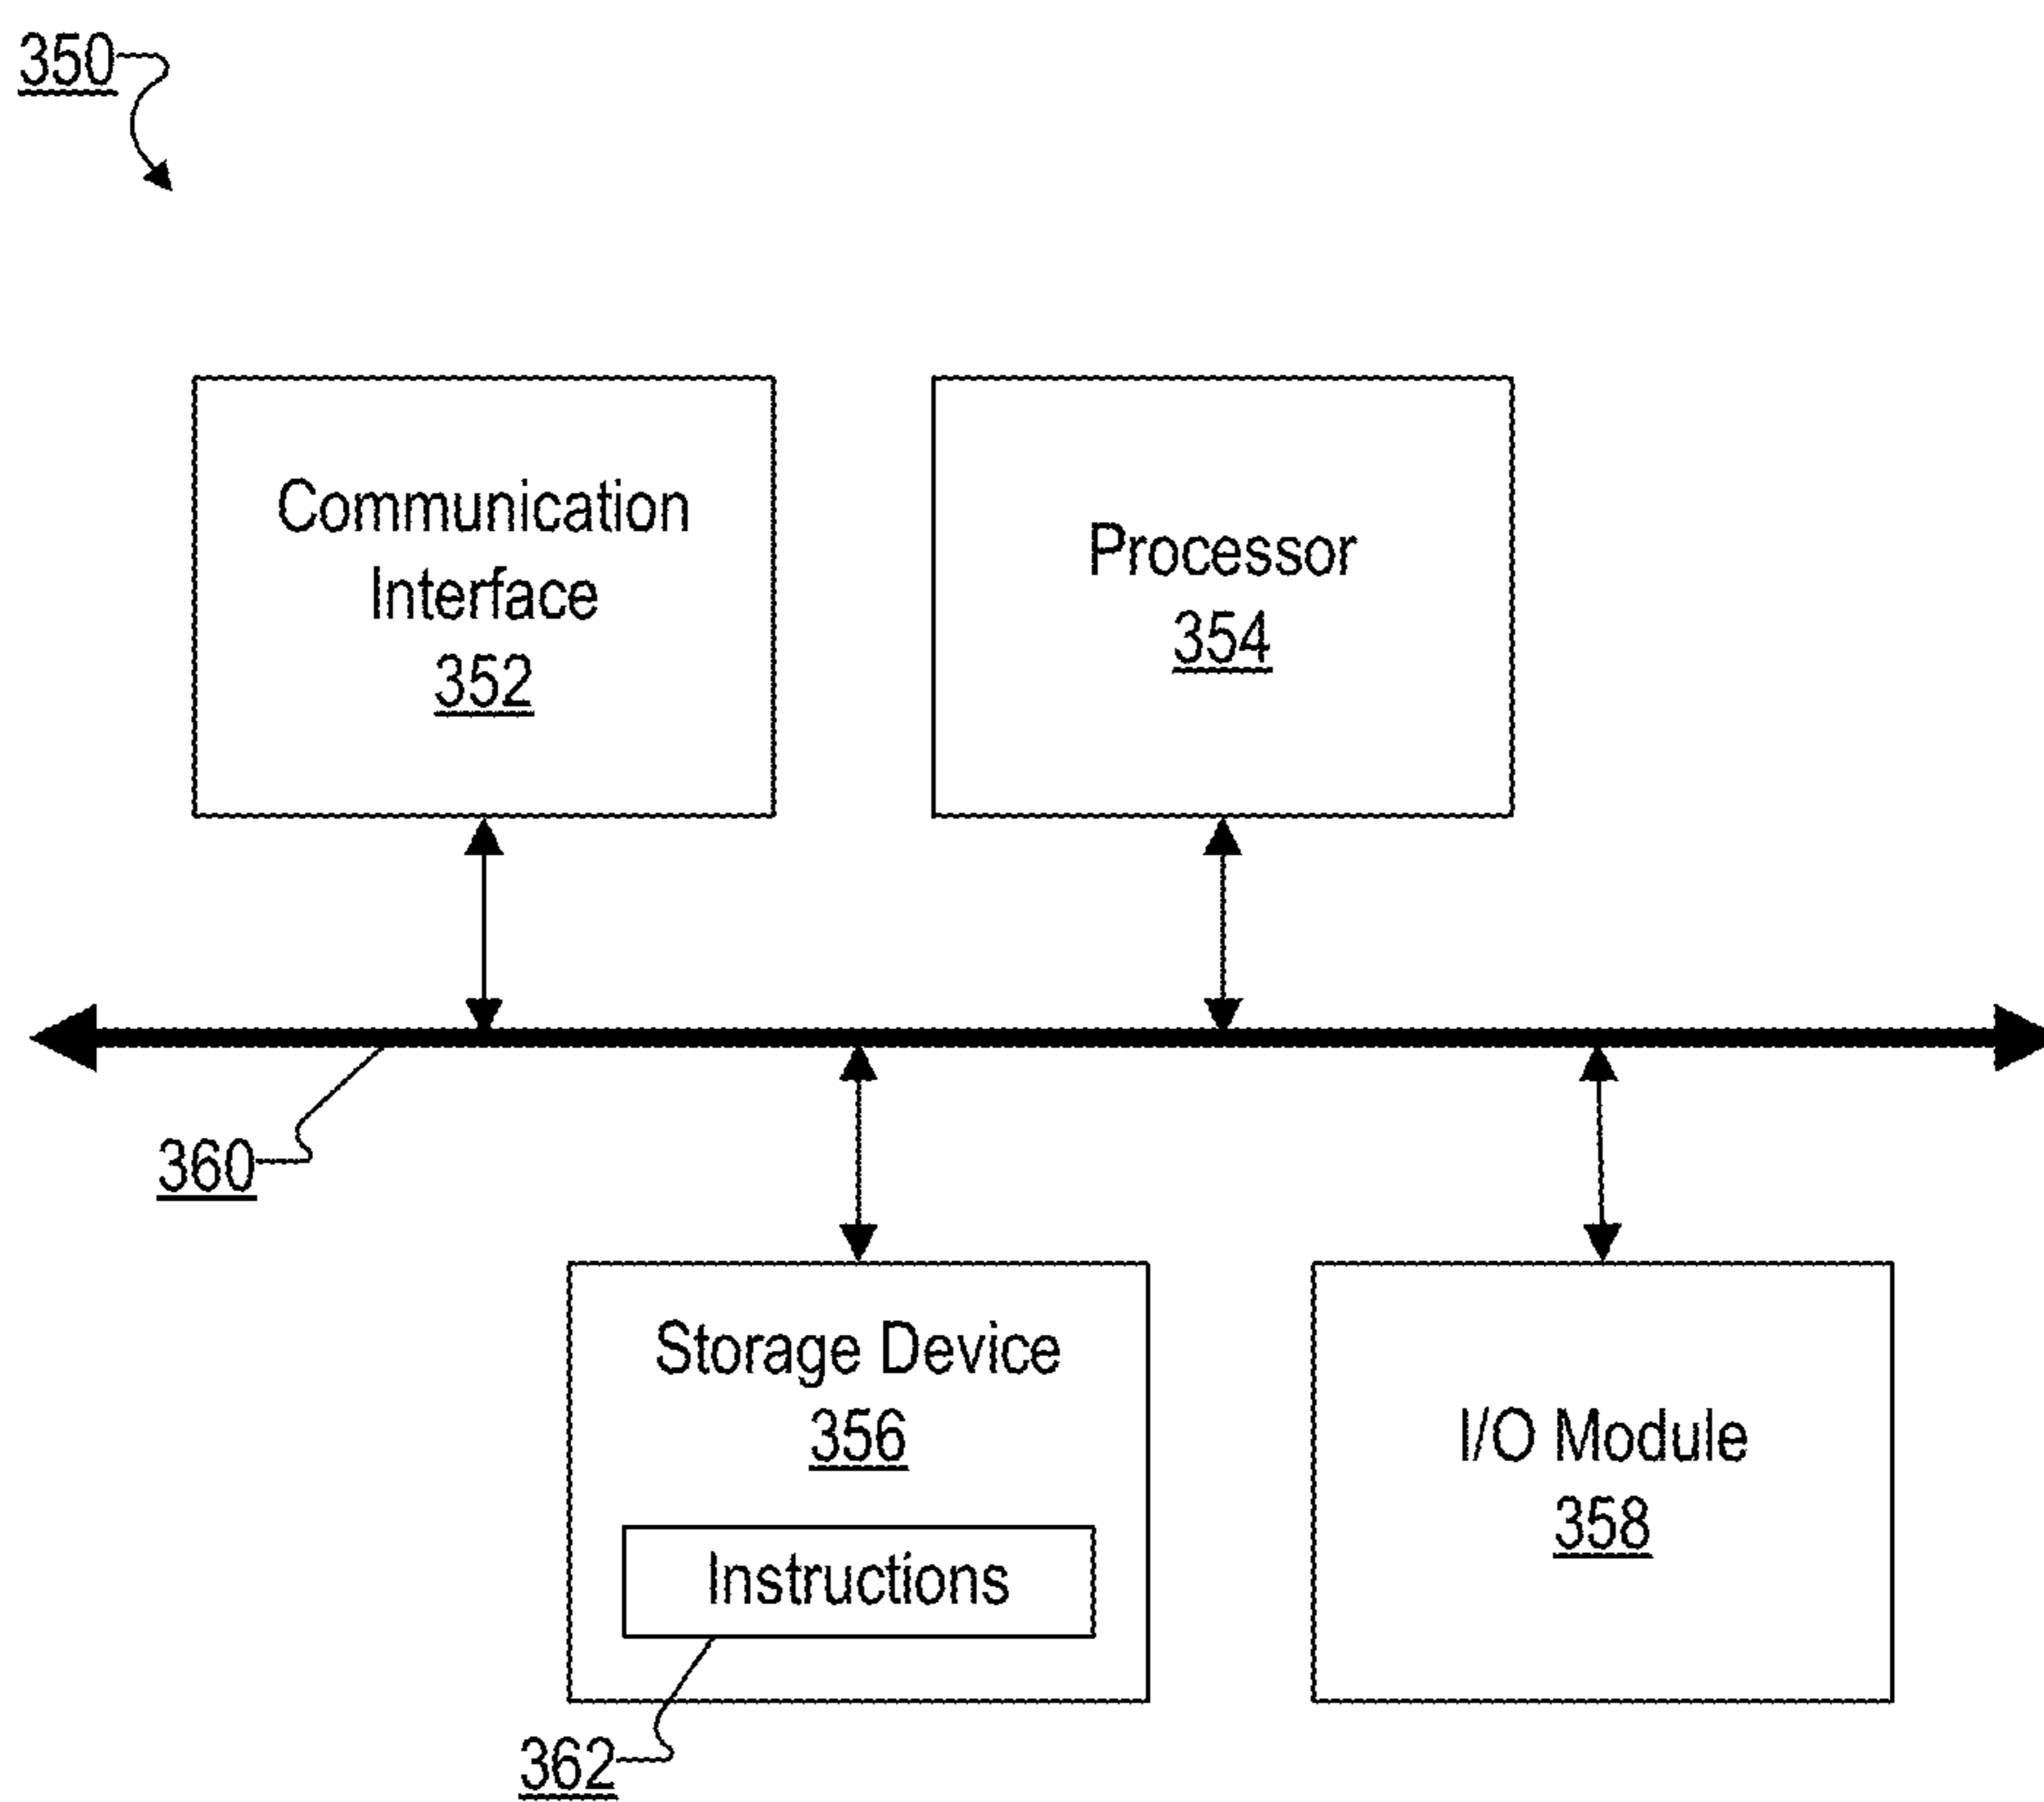 350
Communication
Interface
352
Processor
354
360
Storage Device
356
Instructions
362
I/O Module
358